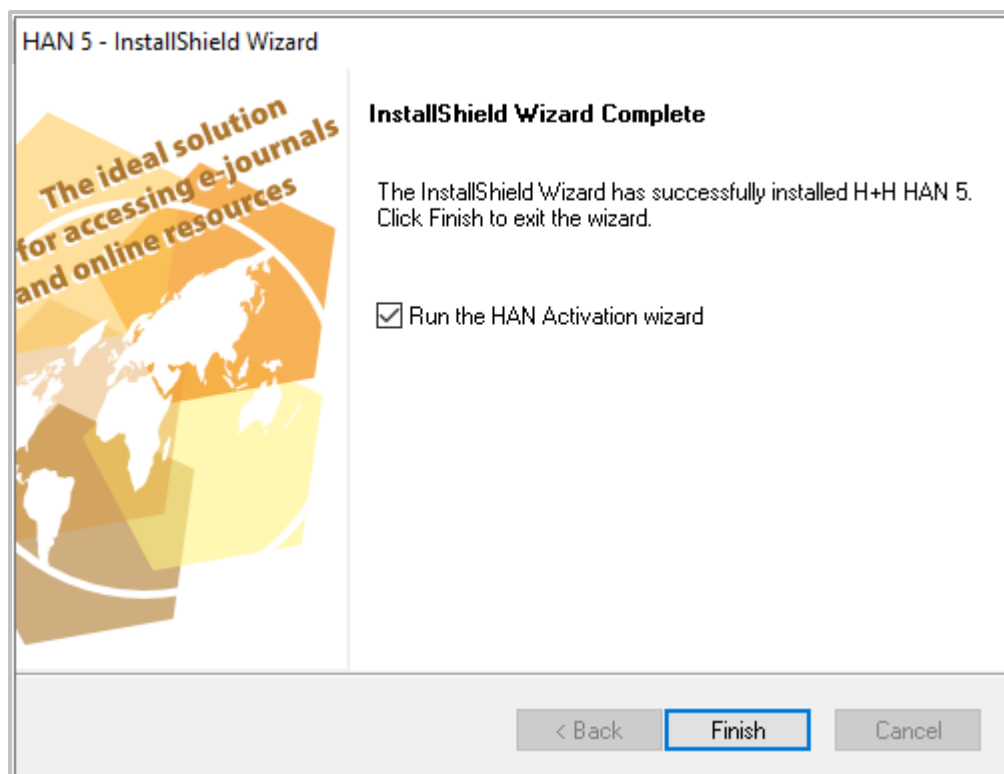 HAN 5 - InstallShield Wizard
The ideal solution
for accessing e-journals
and online resources
InstallShield Wizard Complete
The InstallShield Wizard has successfully installed H+H HAN 5.
Click Finish to exit the wizard.
Run the HAN Activation wizard
< Back
Finish
Cancel